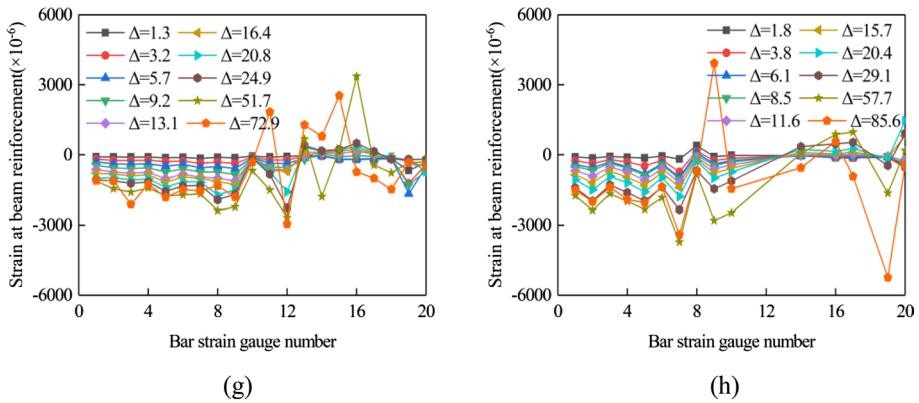 6000
3000
0
-3000
-6000
Strain at beam reinforcement(×10⁻⁶)
Δ=1.3 Δ=16.4
Δ=3.2 Δ=20.8
Δ=5.7 Δ=24.9
Δ=9.2 Δ=51.7
Δ=13.1 Δ=72.9
0 4 8 12 16 20
Bar strain gauge number
(g)
6000
3000
0
-3000
-6000
Strain at beam reinforcement(×10⁻⁶)
Δ=1.8 Δ=15.7
Δ=3.8 Δ=20.4
Δ=6.1 Δ=29.1
Δ=8.5 Δ=57.7
Δ=11.6 Δ=85.6
0 4 8 12 16 20
Bar strain gauge number
(h)